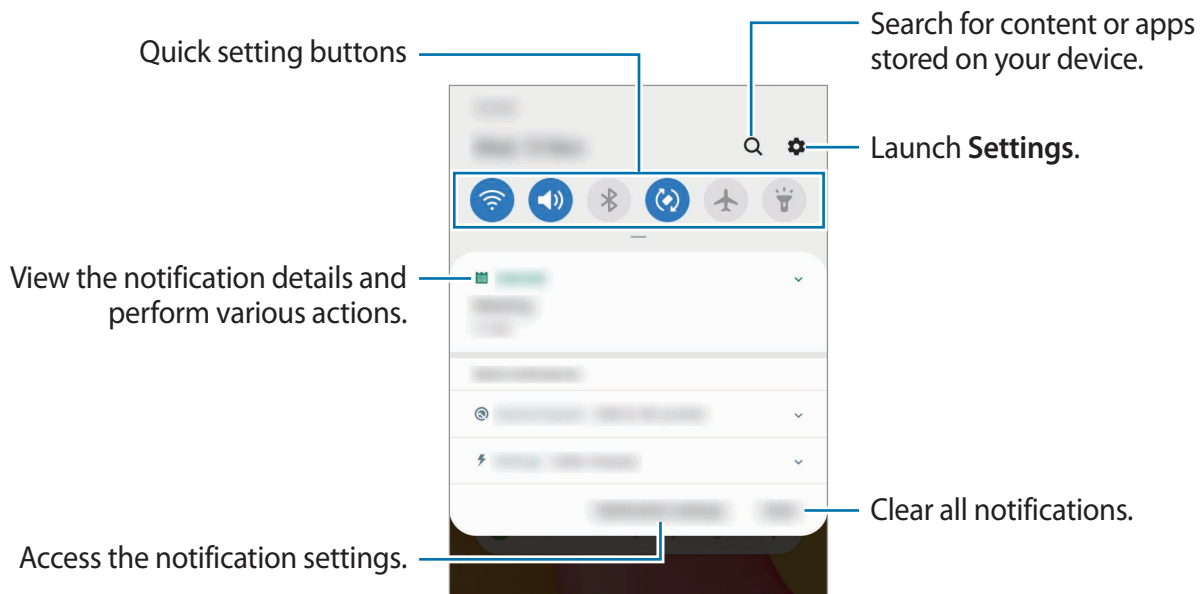 Search for content or apps
stored on your device.
Quick setting buttons
Launch Settings.
View the notification details and
perform various actions.
Clear all notifications.
Access the notification settings.